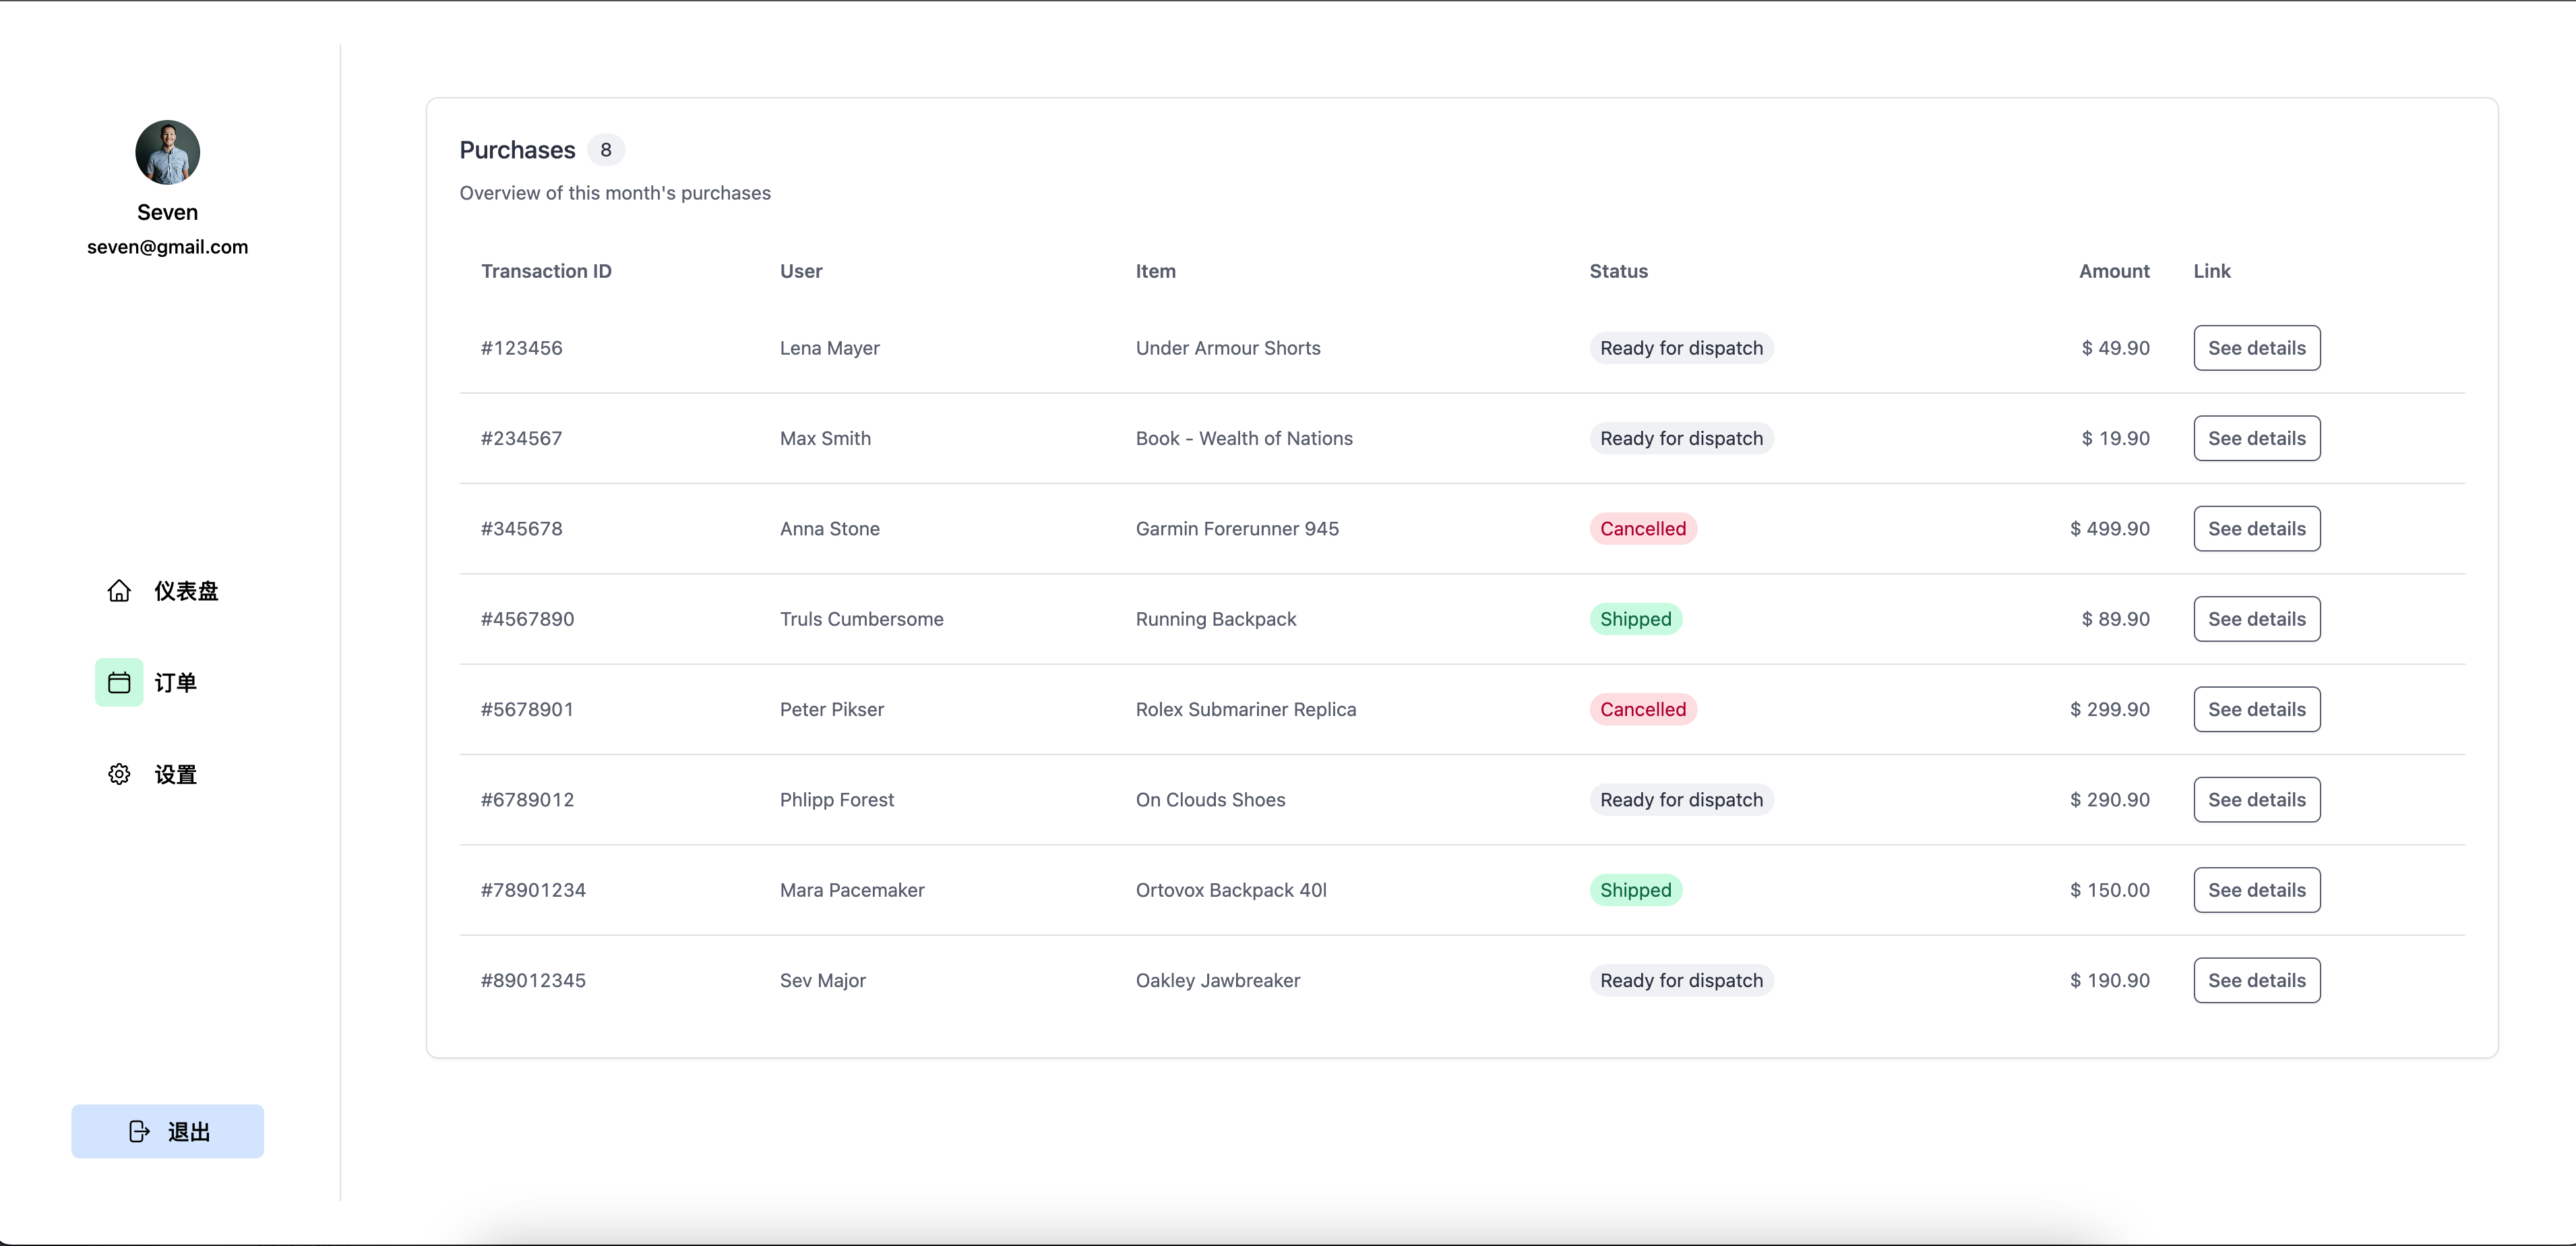 Seven
seven@gmail.com
仪表盘
订单
设置
退出
Purchases 8
Overview of this month's purchases
Transaction ID User Item Status Amount Link
#123456 Lena Mayer Under Armour Shorts Ready for dispatch $ 49.90 See details
#234567 Max Smith Book - Wealth of Nations Ready for dispatch $ 19.90 See details
#345678 Anna Stone Garmin Forerunner 945 Cancelled $ 499.90 See details
#4567890 Truls Cumbersome Running Backpack Shipped $ 89.90 See details
#5678901 Peter Pikser Rolex Submariner Replica Cancelled $ 299.90 See details
#6789012 Phlipp Forest On Clouds Shoes Ready for dispatch $ 290.90 See details
#78901234 Mara Pacemaker Ortovox Backpack 40l Shipped $ 150.00 See details
#89012345 Sev Major Oakley Jawbreaker Ready for dispatch $ 190.90 See details